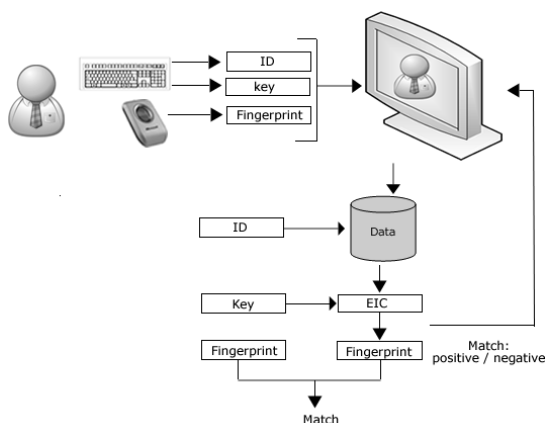 ID
key
Fingerprint
ID
Data
Key
EIC
Fingerprint
Fingerprint
Match:
positive / negative
Match